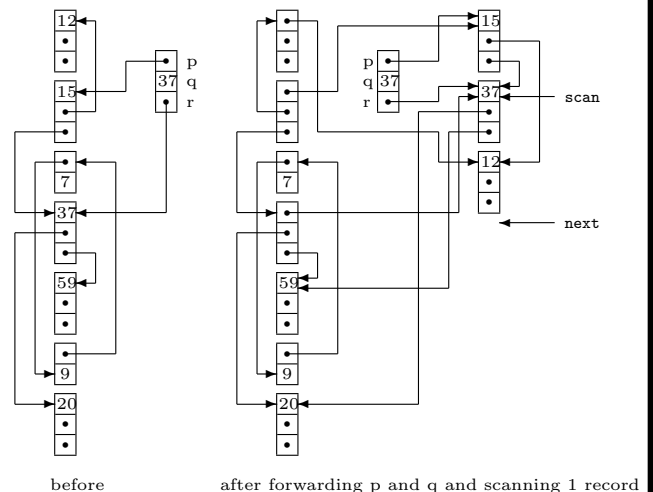 12
15
7
37
59
9
20
p
37 q
r
before
7
59
9
20
p
37 q
r
15
37
12
scan
next
after forwarding p and q and scanning 1 record